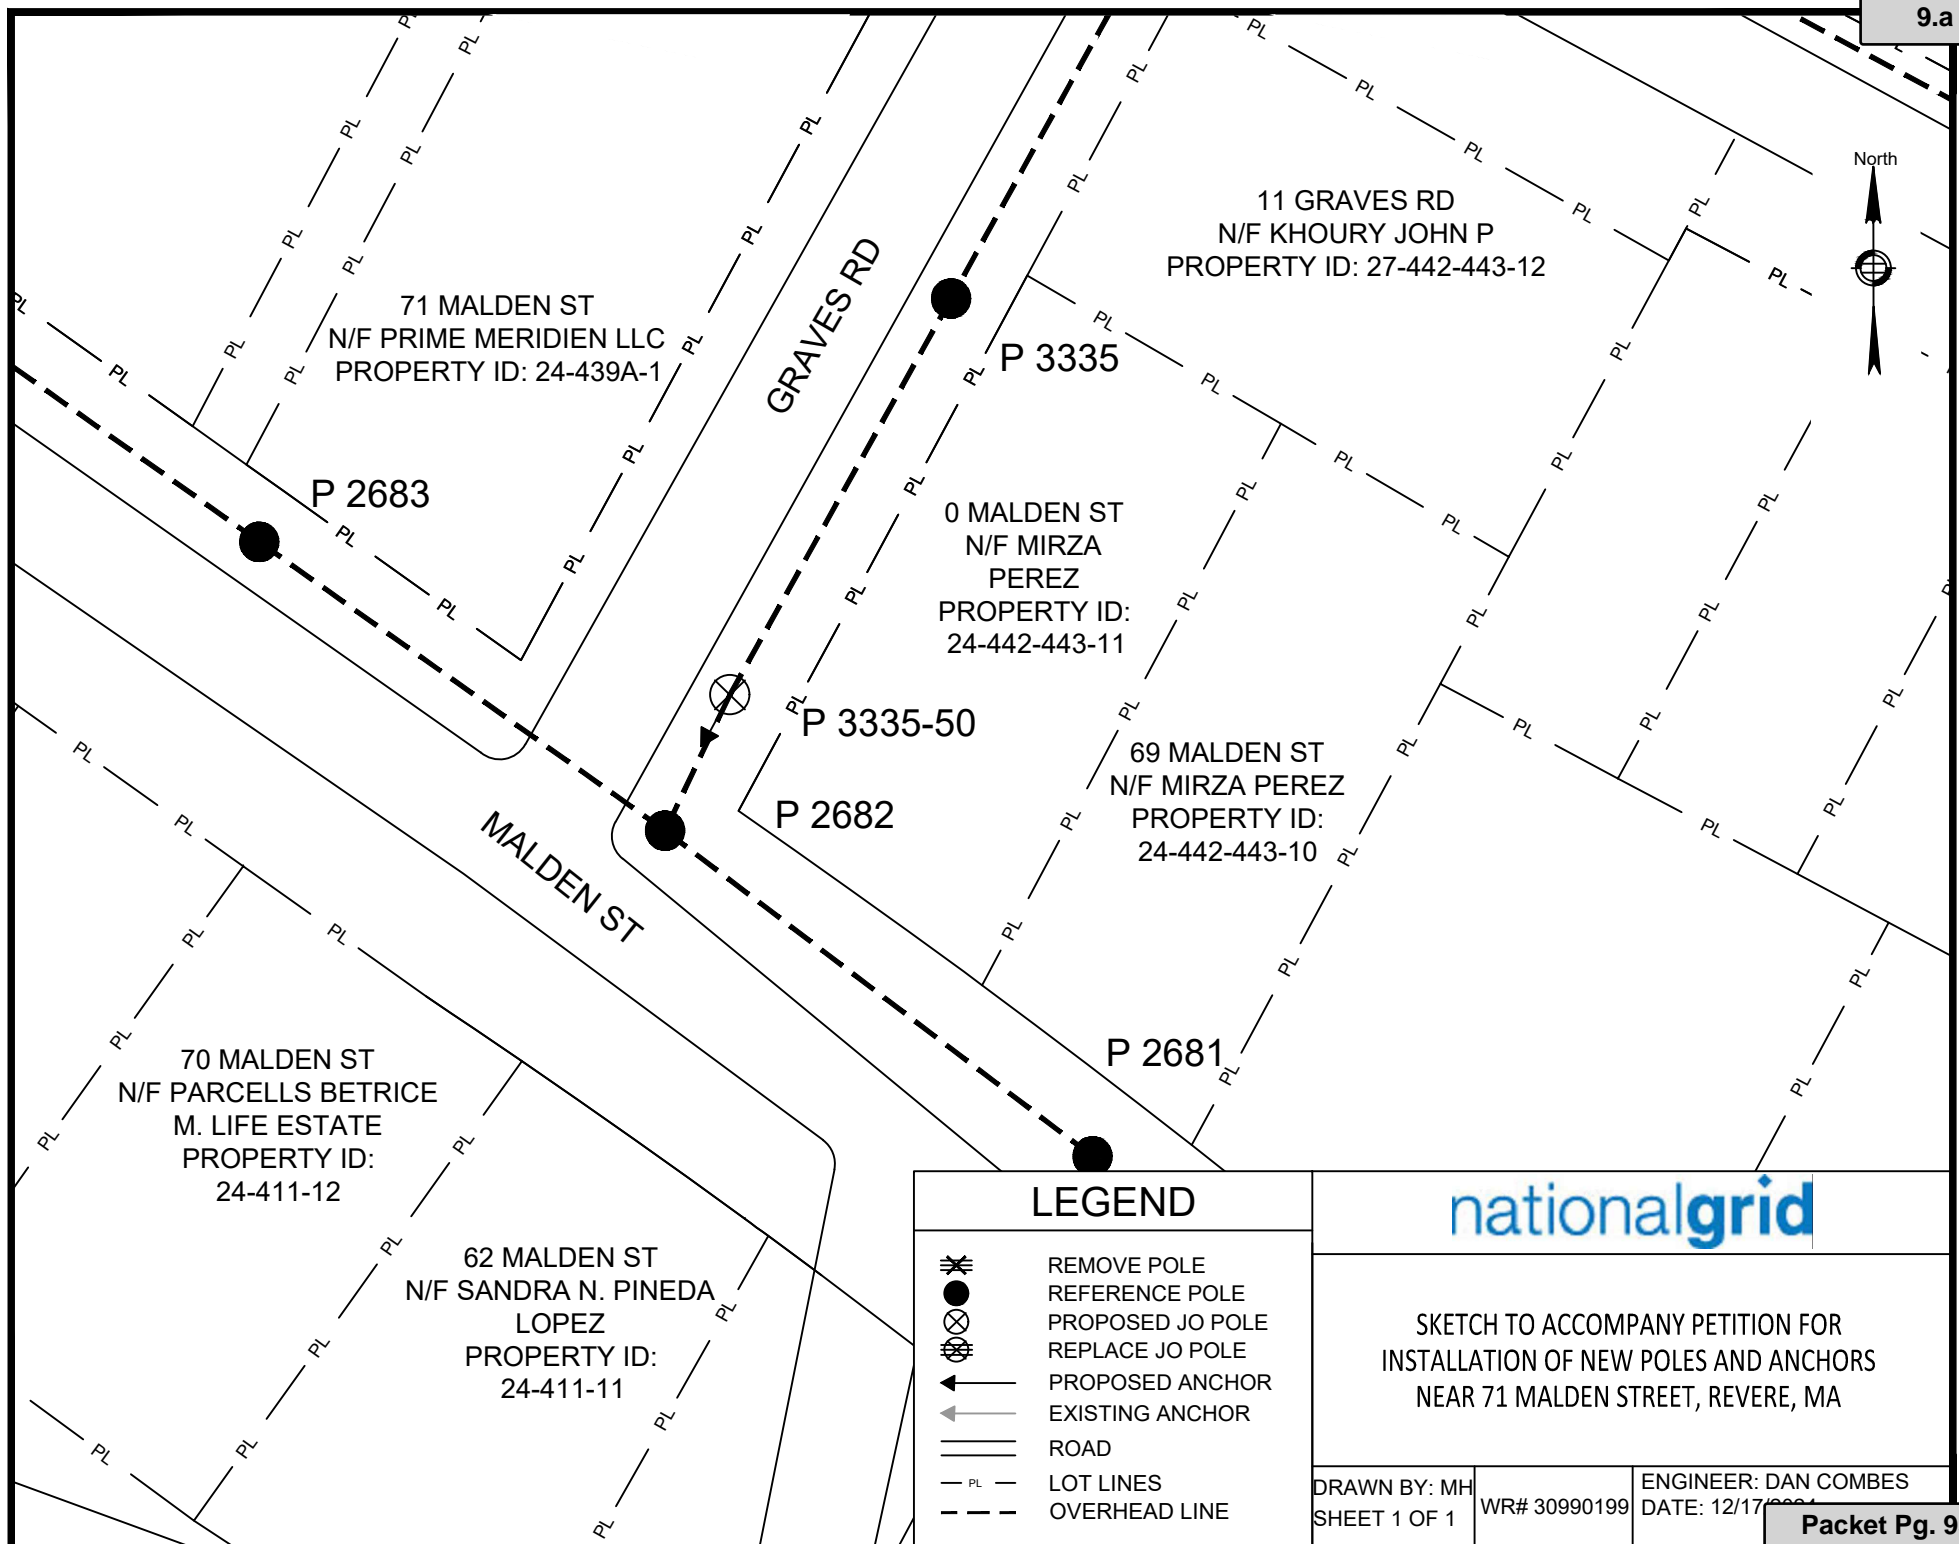 9.a
North
11 GRAVES RD
N/F KHOURY JOHN P
PROPERTY ID: 27-442-443-12
71 MALDEN ST
N/F PRIME MERIDIEN LLC
PROPERTY ID: 24-439A-1
GRAVES RD
P 3335
P 2683
0 MALDEN ST
N/F MIRZA
PEREZ
PROPERTY ID:
24-442-443-11
P 3335-50
69 MALDEN ST
N/F MIRZA PEREZ
PROPERTY ID:
24-442-443-10
P 2682
MALDEN ST
P 2681
70 MALDEN ST
N/F PARCELLS BETRICE
M. LIFE ESTATE
PROPERTY ID:
24-411-12
62 MALDEN ST
N/F SANDRA N. PINEDA
LOPEZ
PROPERTY ID:
24-411-11
LEGEND
REMOVE POLE
REFERENCE POLE
PROPOSED JO POLE
REPLACE JO POLE
PROPOSED ANCHOR
EXISTING ANCHOR
ROAD
PL LOT LINES
OVERHEAD LINE
nationalgrid
SKETCH TO ACCOMPANY PETITION FOR
INSTALLATION OF NEW POLES AND ANCHORS
NEAR 71 MALDEN STREET, REVERE, MA
DRAWN BY: MH
SHEET 1 OF 1
WR# 30990199
ENGINEER: DAN COMBES
DATE: 12/17/
Packet Pg. 9